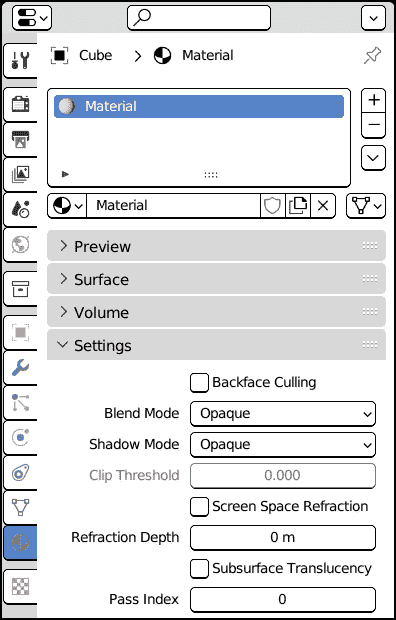 Cube > Material
Material
Material
Preview
Surface
Volume
Settings
Backface Culling
Blend Mode Opaque
Shadow Mode Opaque
Clip Threshold 0.000
Screen Space Refraction
Refraction Depth 0 m
Subsurface Translucency
Pass Index 0